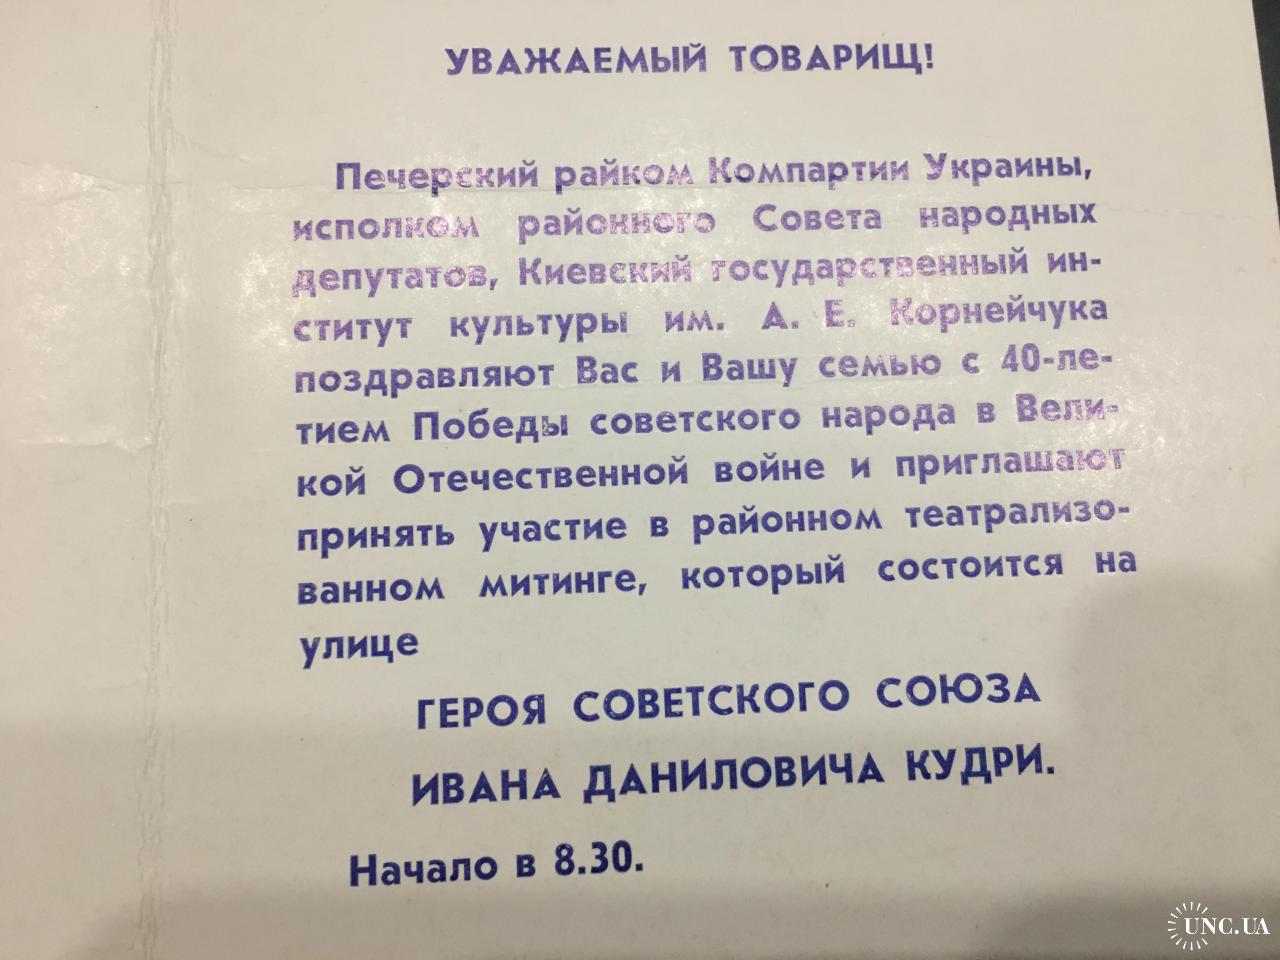 УВАЖАЕМЫЙ ТОВАРИЩ!
Печерский райком Компартии Украины,
исполком районного Совета народных
депутатов, Киевский государственный ин-
ститут культуры им. А. Е. Корнейчука
поздравляют Вас и Вашу семью с 40-ле-
тием Победы советского народа в Вели-
кой Отечественной войне и приглашают
принять участие в районном театрализо-
ванном митинге, который состоится на
улице
ГЕРОЯ СОВЕТСКОГО СОЮЗА
ИВАНА ДАНИЛОВИЧА КУДРИ.
Начало в 8.30.
UNC.UA